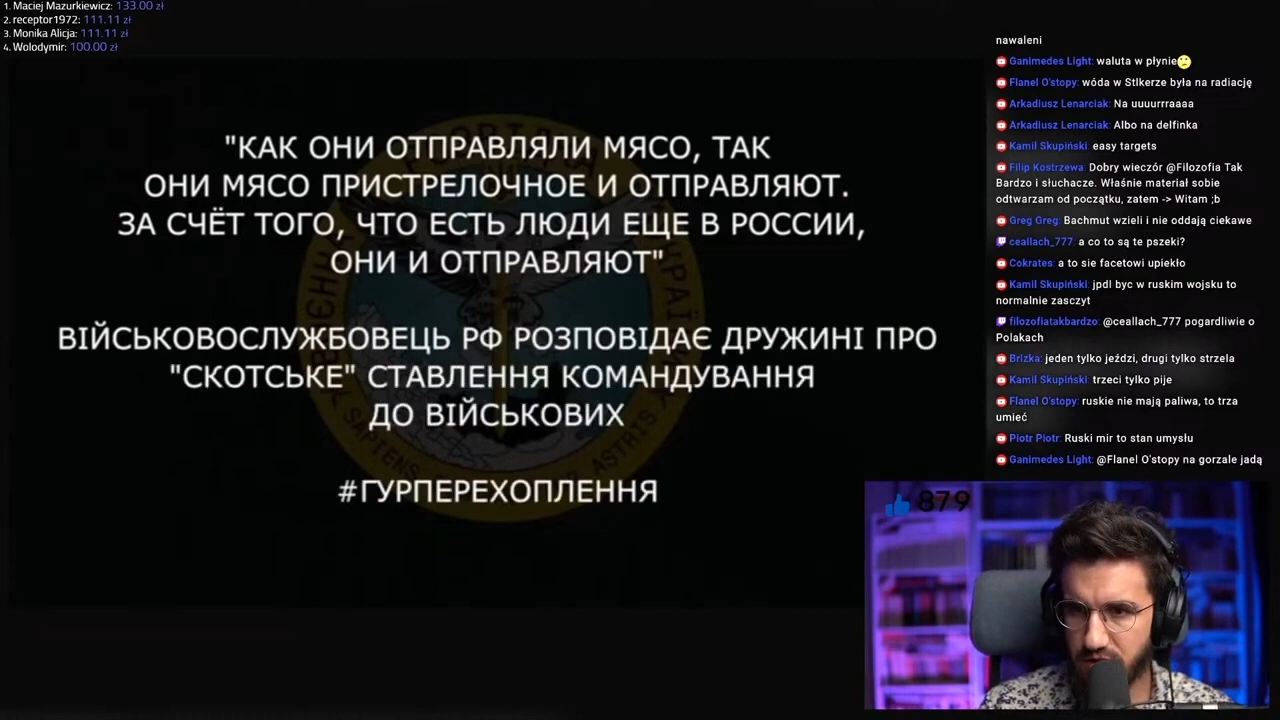 1. Maciej Mazurkiewicz: 133.00 zł
2. receptor1972: 111.11 zł
3. Monika Alicja: 111.11 zł
4. Wolodymir: 100.00 zł
"КАК ОНИ ОТПРАВЛЯЛИ МЯСО, ТАК
ОНИ МЯСО ПРИСТРЕЛОЧНОЕ И ОТПРАВЛЯЮТ.
ЗА СЧЁТ ТОГО, ЧТО ЕСТЬ ЛЮДИ ЕЩЕ В РОССИИ,
ОНИ И ОТПРАВЛЯЮТ"
ВІЙСЬКОВОСЛУЖБОВЕЦЬ РФ РОЗПОВІДАЄ ДРУЖИНІ ПРО
"СКОТСЬКЕ" СТАВЛЕННЯ КОМАНДУВАННЯ
ДО ВІЙСЬКОВИХ
#ГУРПЕРЕХОПЛЕННЯ
nawaleni
Ganimedes Light: waluta w płynie
Flanel O'stopy: wóda w Stlkerze była na radiację
Arkadiusz Lenarciak: Na uuuurrraaaa
Arkadiusz Lenarciak: Albo na delfinka
Kamil Skupiński: easy targets
Filip Kostrzewa: Dobry wieczór @Filozofia Tak
Bardzo i słuchacze. Właśnie materiał sobie
odtwarzam od początku, zatem -> Witam ;b
Greg Greg: Bachmut wzieli i nie oddają ciekawe
ceallach_777: a co to są te pszeki?
Cokrates: a to sie facetowi upiekło
Kamil Skupiński: jpdl byc w ruskim wojsku to
normalnie zaszczyt
filozofiatakbardzo: @ceallach_777 pogardliwie o
Polakach
Brizka: jeden tylko jeździ, drugi tylko strzela
Kamil Skupiński: trzeci tylko pije
Flanel O'stopy: ruskie nie mają paliwa, to trza
umieć
Piotr Piotr: Ruski mir to stan umysłu
Ganimedes Light: @Flanel O'stopy na gorzale jadą
879